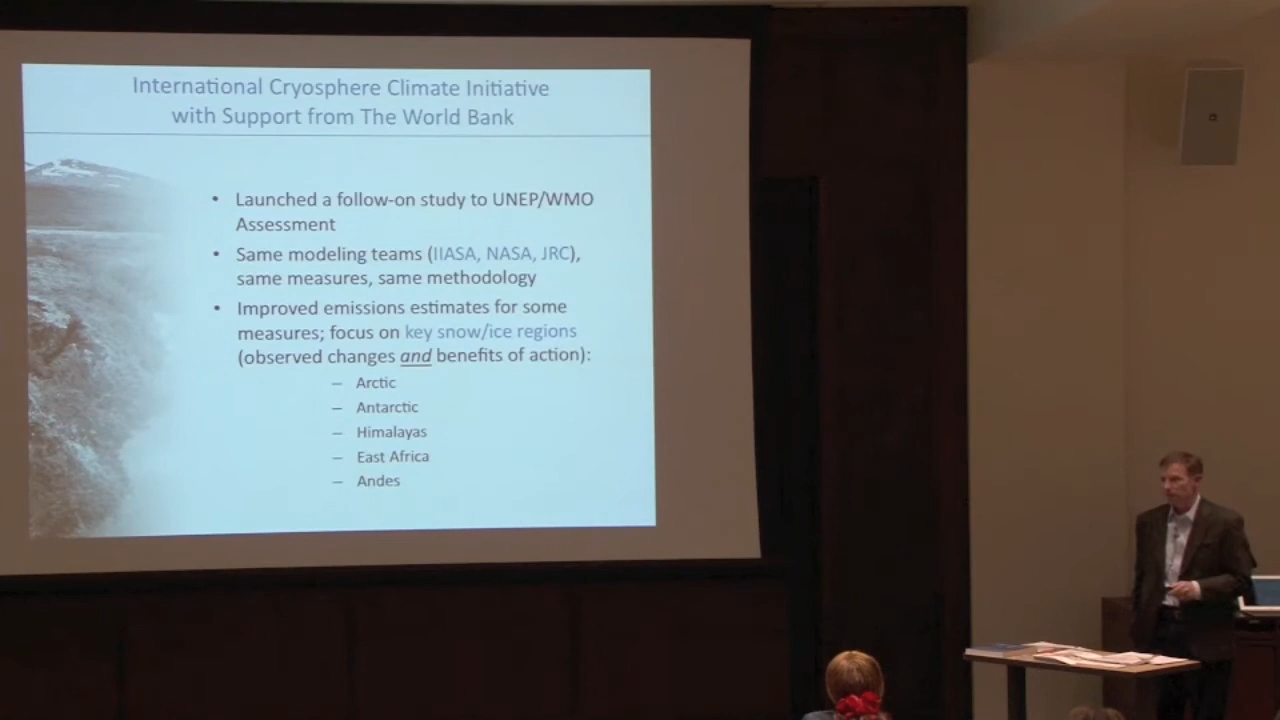 International Cryosphere Climate Initiative
with Support from The World Bank
• Launched a follow-on study to UNEP/WMO
Assessment
• Same modeling teams (IIASA, NASA, JRC),
same measures, same methodology
• Improved emissions estimates for some
measures; focus on key snow/ice regions
(observed changes and benefits of action):
– Arctic
– Antarctic
– Himalayas
– East Africa
– Andes